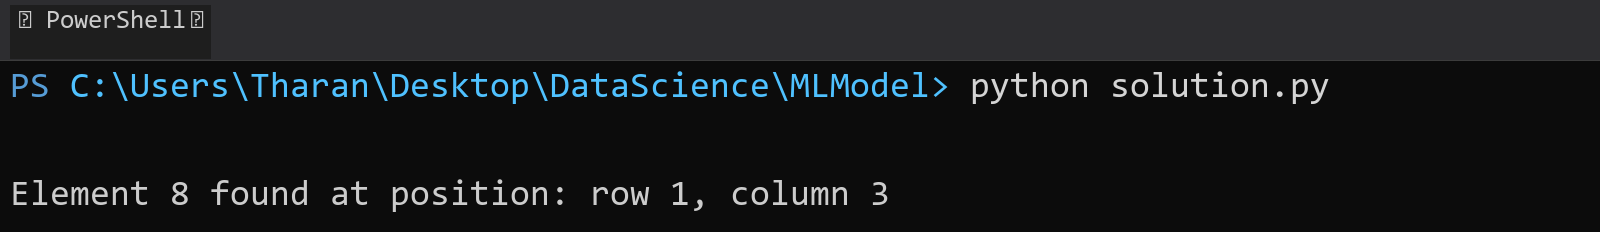 PowerShell
PS C:\Users\Tharan\Desktop\DataScience\MLModel> python solution.py
Element 8 found at position: row 1, column 3